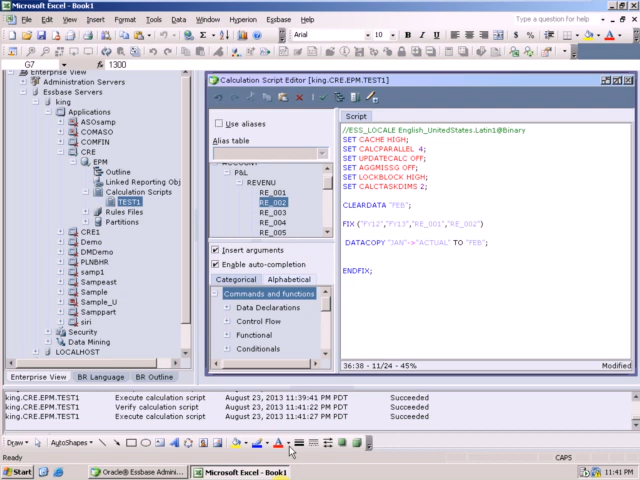 Microsoft Excel - Book1
File Edit View Insert Format Tools Data Window Hyperion Essbase Help
Type a question for help
Arial 10
G7 fx 1300
Enterprise View
Administration Servers
Essbase Servers
king
Applications
ASOsamp
COMASO
COMFIN
CRE
EPM
Outline
Linked Reporting Obj
Calculation Scripts
TEST1
Rules Files
Partitions
CRE1
Demo
DMDemo
PLNBHR
samp1
Sampeast
Sample
Sample_U
Samppart
siri
Security
Data Mining
LOCALHOST
Enterprise View BR Language BR Outline
Calculation Script Editor [king.CRE.EPM.TEST1]
Use aliases
Alias table
ACCOUNT
P&L
REVENU
RE_001
RE_002
RE_003
RE_004
RE_005
Insert arguments
Enable auto-completion
Categorical Alphabetical
Commands and functions
Data Declarations
Control Flow
Functional
Conditionals
Script
//ESS_LOCALE English_UnitedStates.Latin1@Binary
SET CACHE HIGH;
SET CALCPARALLEL 4;
SET UPDATECALC OFF;
SET AGGMISSG OFF;
SET LOCKBLOCK HIGH;
SET CALCTASKDIMS 2;
CLEARDATA "FEB";
FIX ("FY12","FY13","RE_001","RE_002")
DATACOPY "JAN"->"ACTUAL" TO "FEB";
ENDFIX;
36:38 - 11/24 - 45% Modified
king.CRE.EPM.TEST1 Execute calculation script August 23, 2013 11:39:41 PM PDT Succeeded
king.CRE.EPM.TEST1 Verify calculation script August 23, 2013 11:41:22 PM PDT Succeeded
king.CRE.EPM.TEST1 Execute calculation script August 23, 2013 11:41:27 PM PDT Succeeded
Draw AutoShapes
Ready CAPS
Start Oracle® Essbase Admini... Microsoft Excel - Book1 11:41 PM